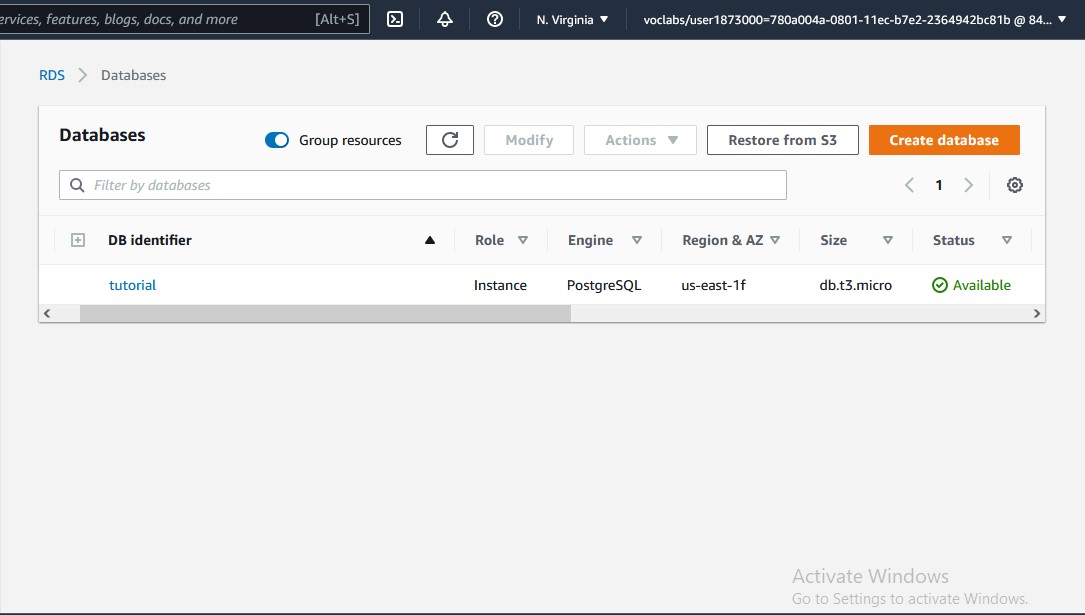 ervices, features, blogs, docs, and more [Alt+S] N. Virginia voclabs/user1873000=780a004a-0801-11ec-b7e2-2364942bc81b @ 84...
RDS Databases
Databases Group resources Modify Actions Restore from S3 Create database
Filter by databases 1
DB identifier Role Engine Region & AZ Size Status
tutorial Instance PostgreSQL us-east-1f db.t3.micro Available
Activate Windows
Go to Settings to activate Windows.